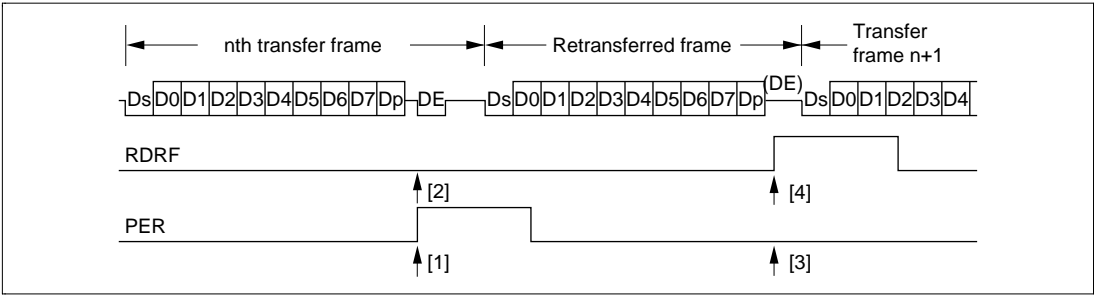 nth transfer frame Retransferred frame Transfer frame n+1
Ds D0 D1 D2 D3 D4 D5 D6 D7 Dp DE Ds D0 D1 D2 D3 D4 D5 D6 D7 Dp (DE) Ds D0 D1 D2 D3 D4
RDRF
[2] [4]
PER
[1] [3]